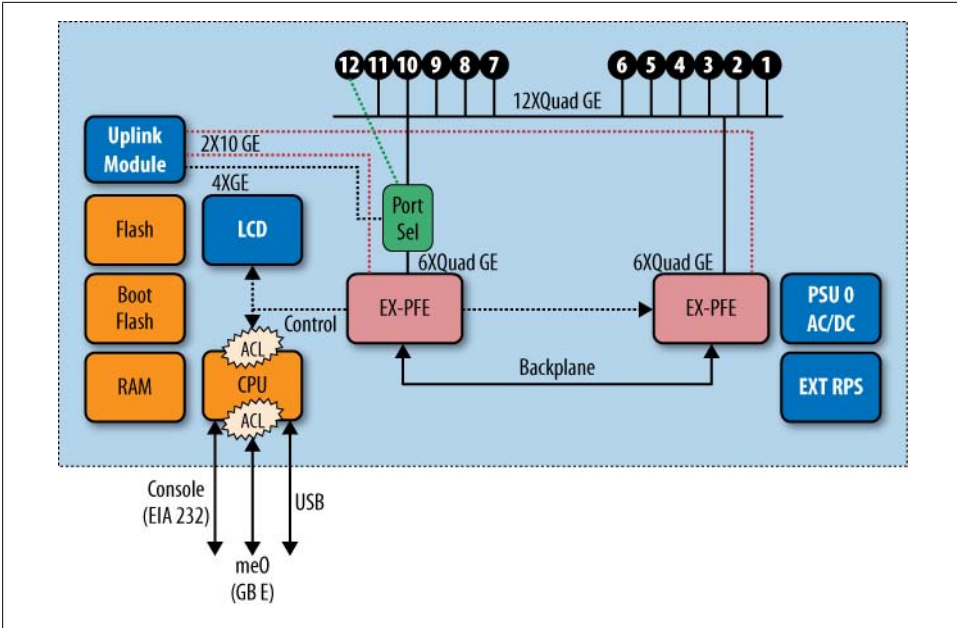 12 11 10 9 8 7 6 5 4 3 2 1
12XQuad GE
Uplink
Module
2X10 GE
4XGE
Flash
LCD
Port
Sel
6XQuad GE
6XQuad GE
Boot
Flash
EX-PFE
EX-PFE
PSU 0
AC/DC
Control
ACL
RAM
CPU
Backplane
EXT RPS
ACL
Console
(EIA 232)
USB
me0
(GB E)